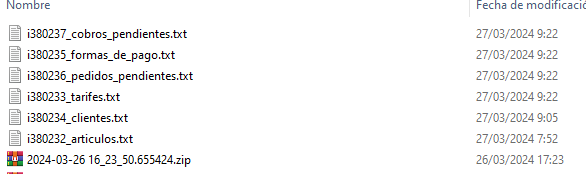 Nombre Fecha de modificació
i380237_cobros_pendientes.txt 27/03/2024 9:22
i380235_formas_de_pago.txt 27/03/2024 9:22
i380236_pedidos_pendientes.txt 27/03/2024 9:22
i380233_tarifes.txt 27/03/2024 9:22
i380234_clientes.txt 27/03/2024 9:05
i380232_articulos.txt 27/03/2024 7:52
2024-03-26 16_23_50.655424.zip 26/03/2024 17:23